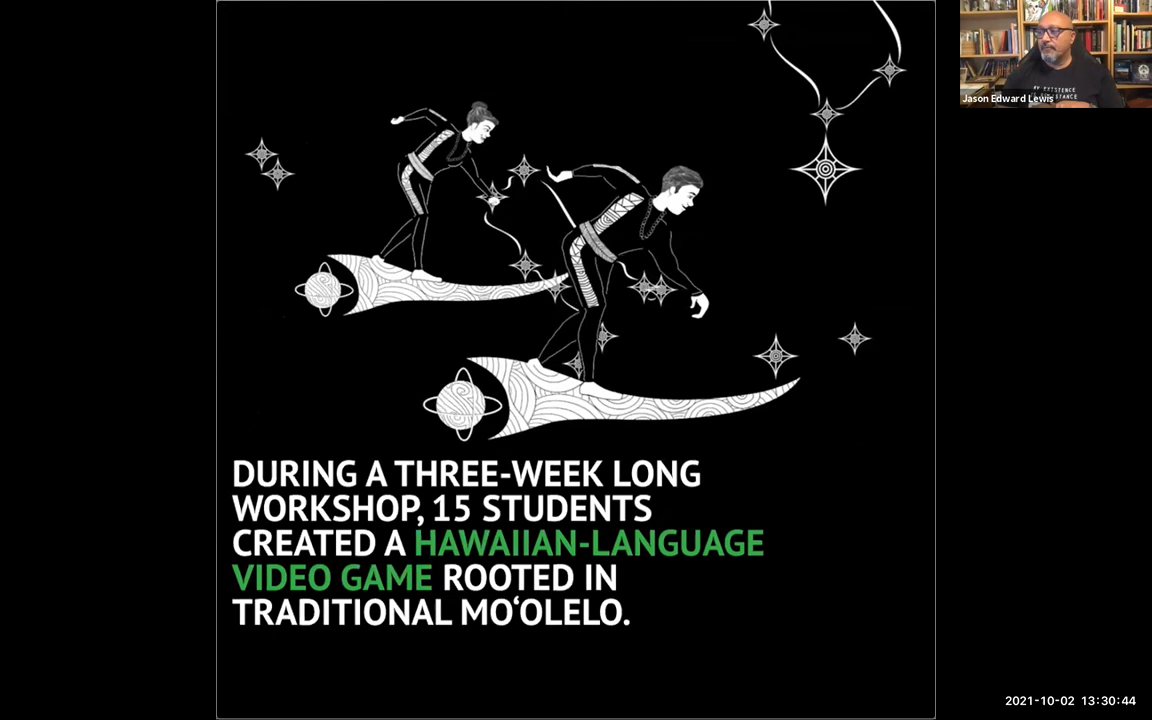 DURING A THREE-WEEK LONG
WORKSHOP, 15 STUDENTS
CREATED A HAWAIIAN-LANGUAGE
VIDEO GAME ROOTED IN
TRADITIONAL MOʻOLELO.
EXISTENCE
Jason Edward Lewis
2021-10-02 13:30:44